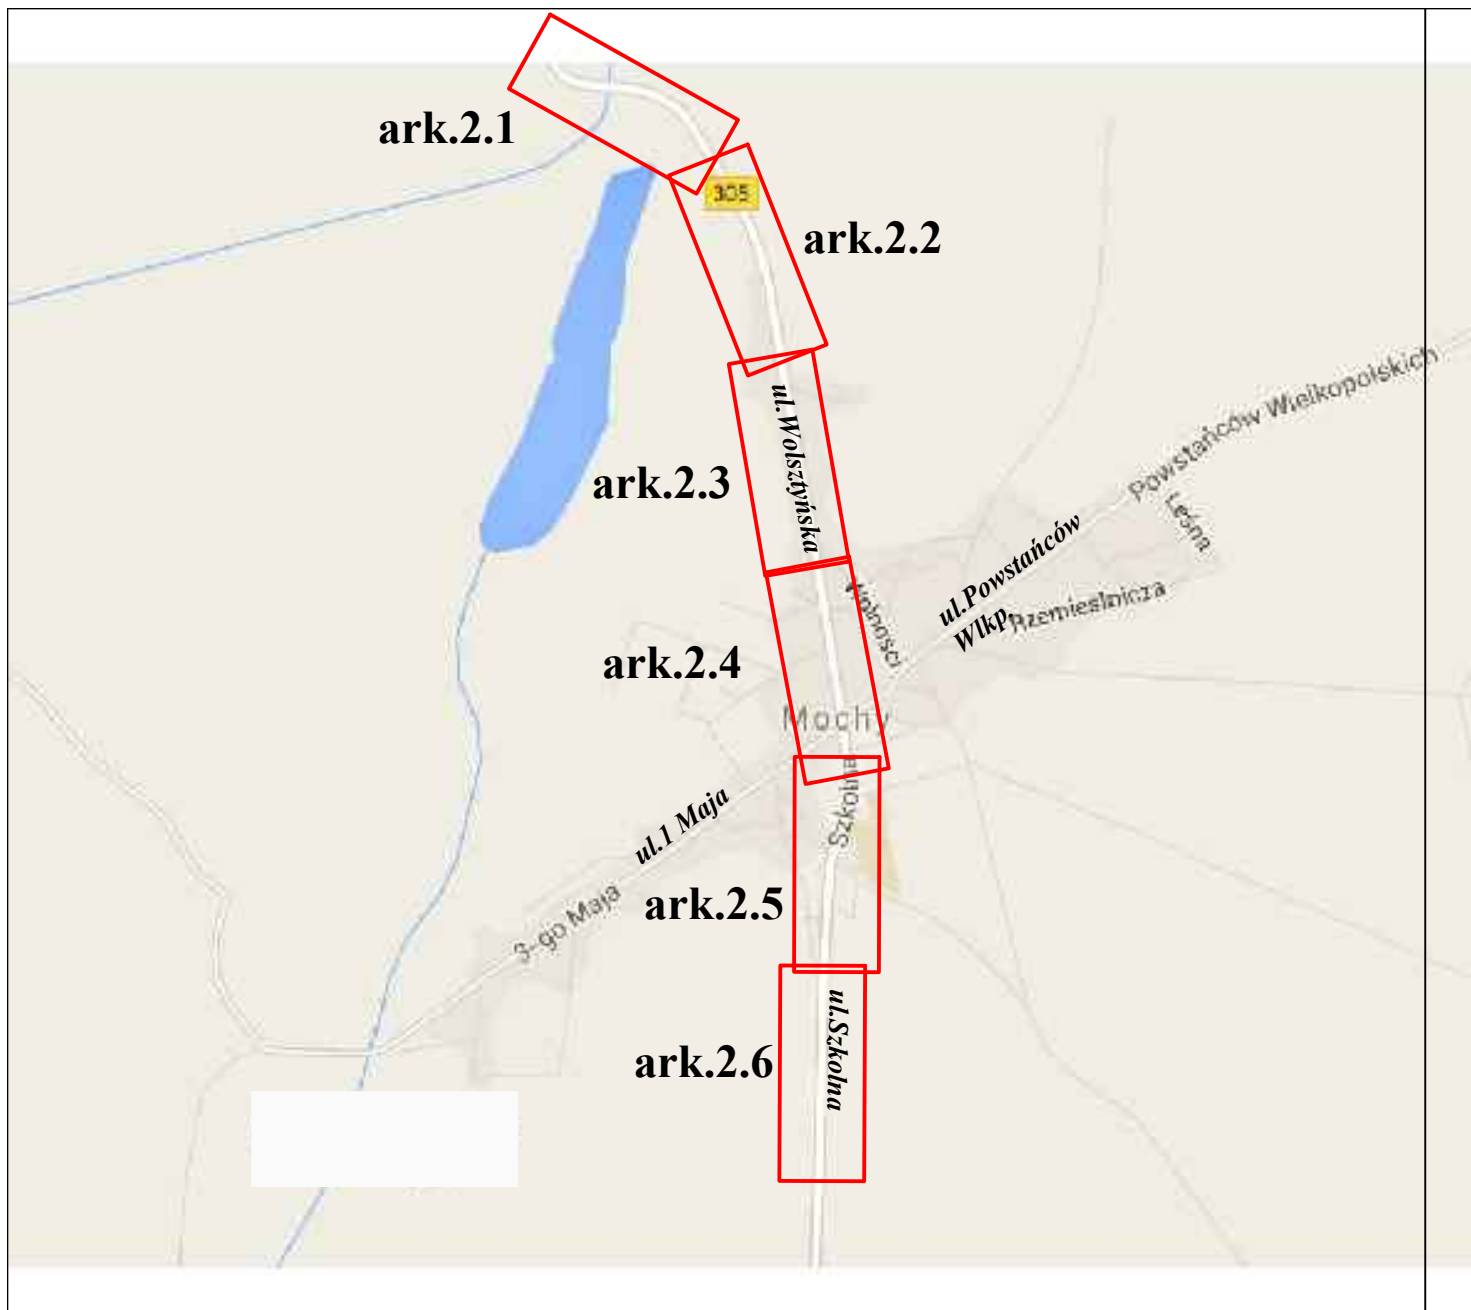 ark.2.1
305
ark.2.2
Powstańców Wielkopolskich
ul.Wolsztyńska
ark.2.3
Leśna
ul.Powstańców
Wlkp.
Rzemieślnicza
Wolności
ark.2.4
Mochy
Szkolna
ul.1 Maja
3-go Maja
ark.2.5
ul.Szkolna
ark.2.6